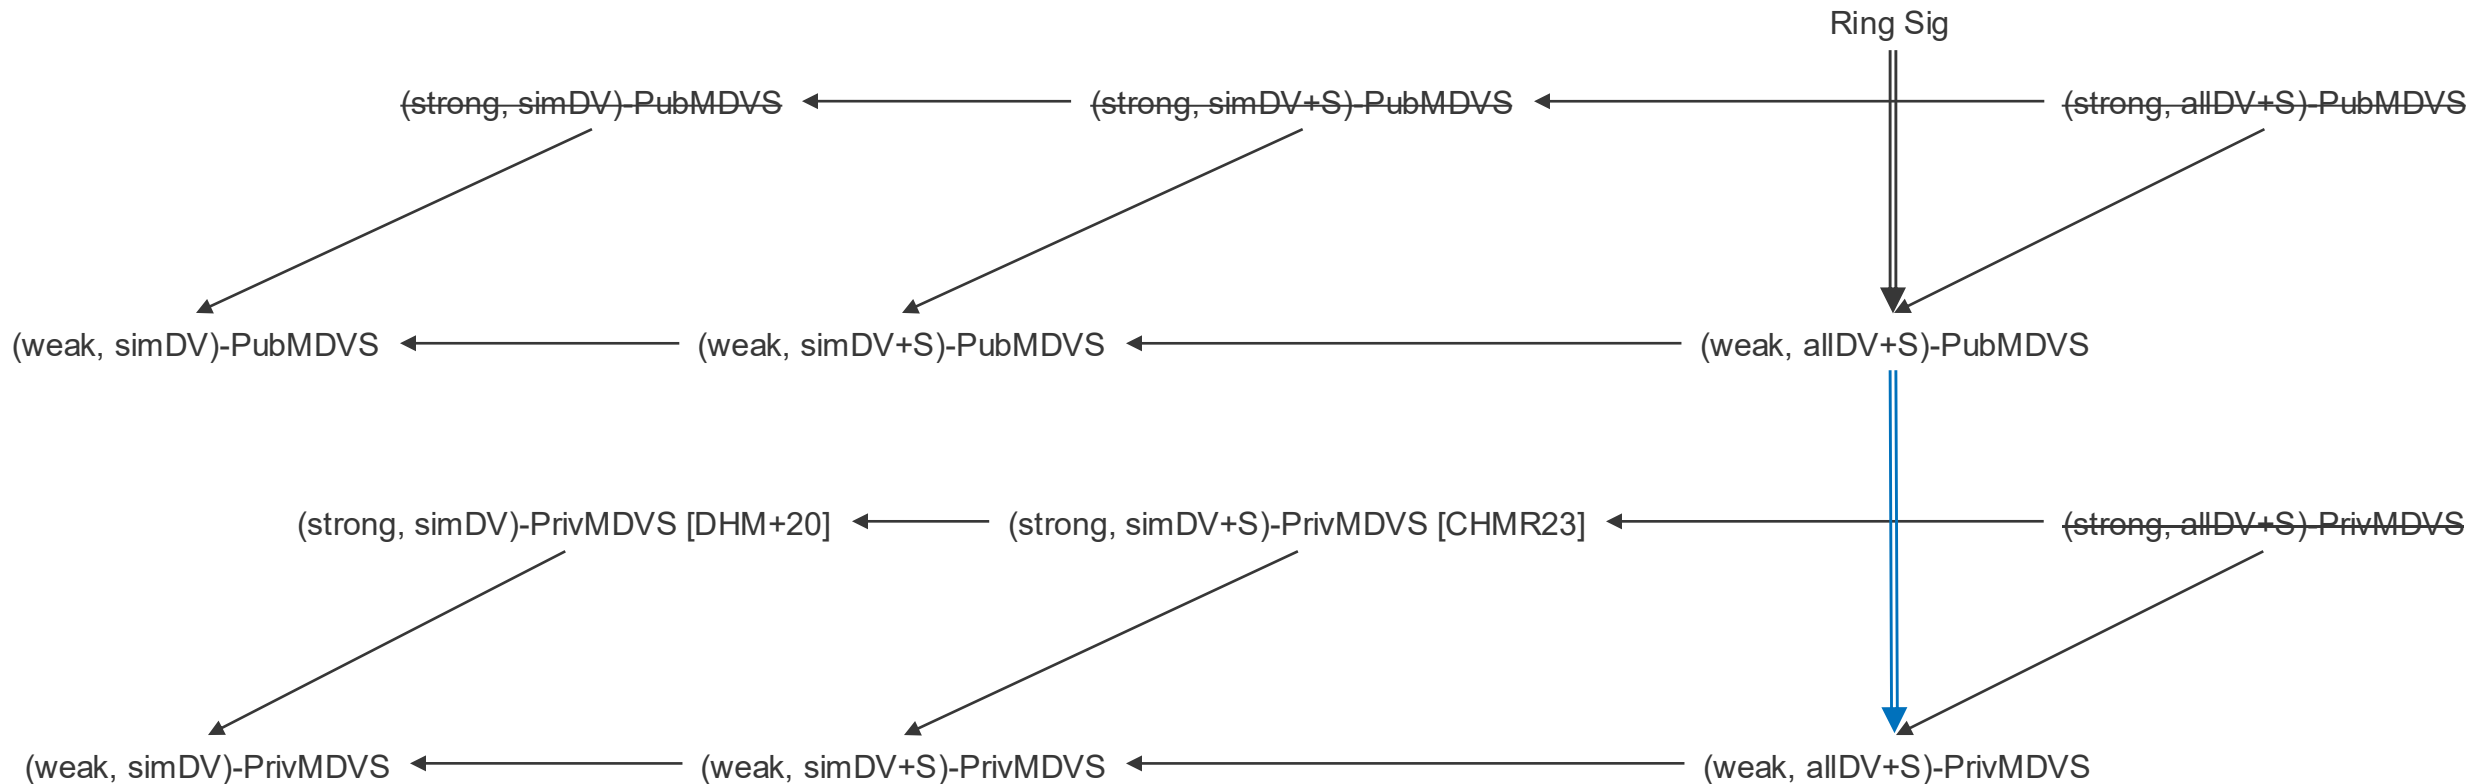 Ring Sig
(strong, simDV)-PubMDVS
(strong, simDV+S)-PubMDVS
(strong, allDV+S)-PubMDVS
(weak, simDV)-PubMDVS
(weak, simDV+S)-PubMDVS
(weak, allDV+S)-PubMDVS
(strong, simDV)-PrivMDVS [DHM+20]
(strong, simDV+S)-PrivMDVS [CHMR23]
(strong, allDV+S)-PrivMDVS
(weak, simDV)-PrivMDVS
(weak, simDV+S)-PrivMDVS
(weak, allDV+S)-PrivMDVS